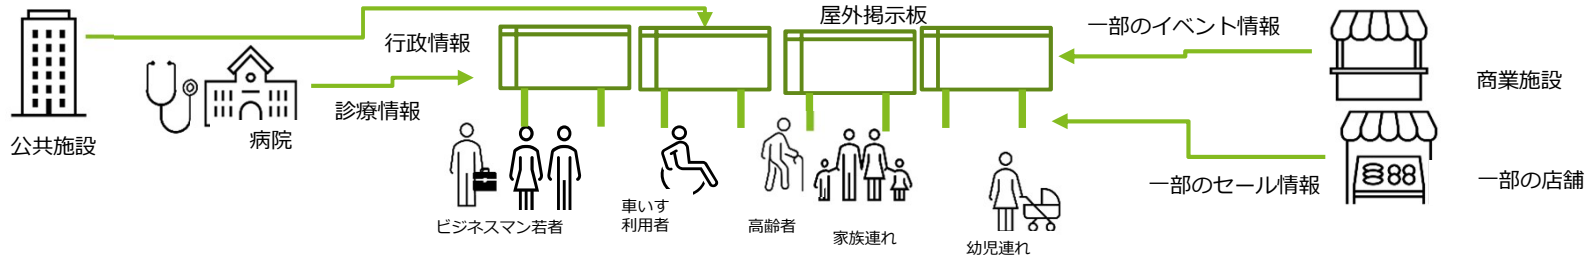 屋外掲示板
行政情報
一部のイベント情報
商業施設
診療情報
公共施設
病院
一部のセール情報
一部の店舗
ビジネスマン若者
車いす
利用者
高齢者
家族連れ
幼児連れ